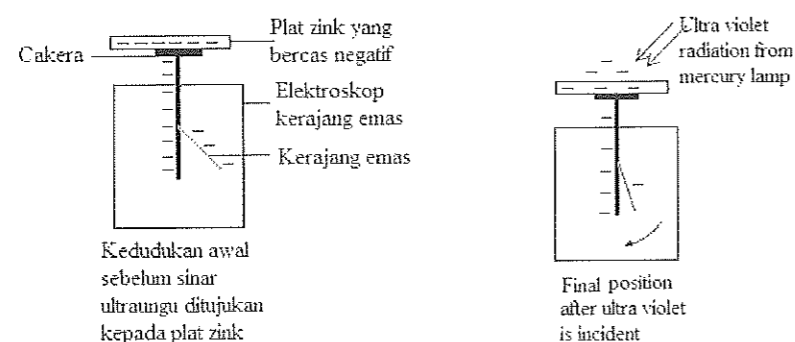 Plat zink yang
bercas negatif
Cakera
Elektroskop
kerajang emas
Kerajang emas
Kedudukan awal
sebelum sinar
ultraungu ditujukan
kepada plat zink
Ultra violet
radiation from
mercury lamp
Final position
after ultra violet
is incident